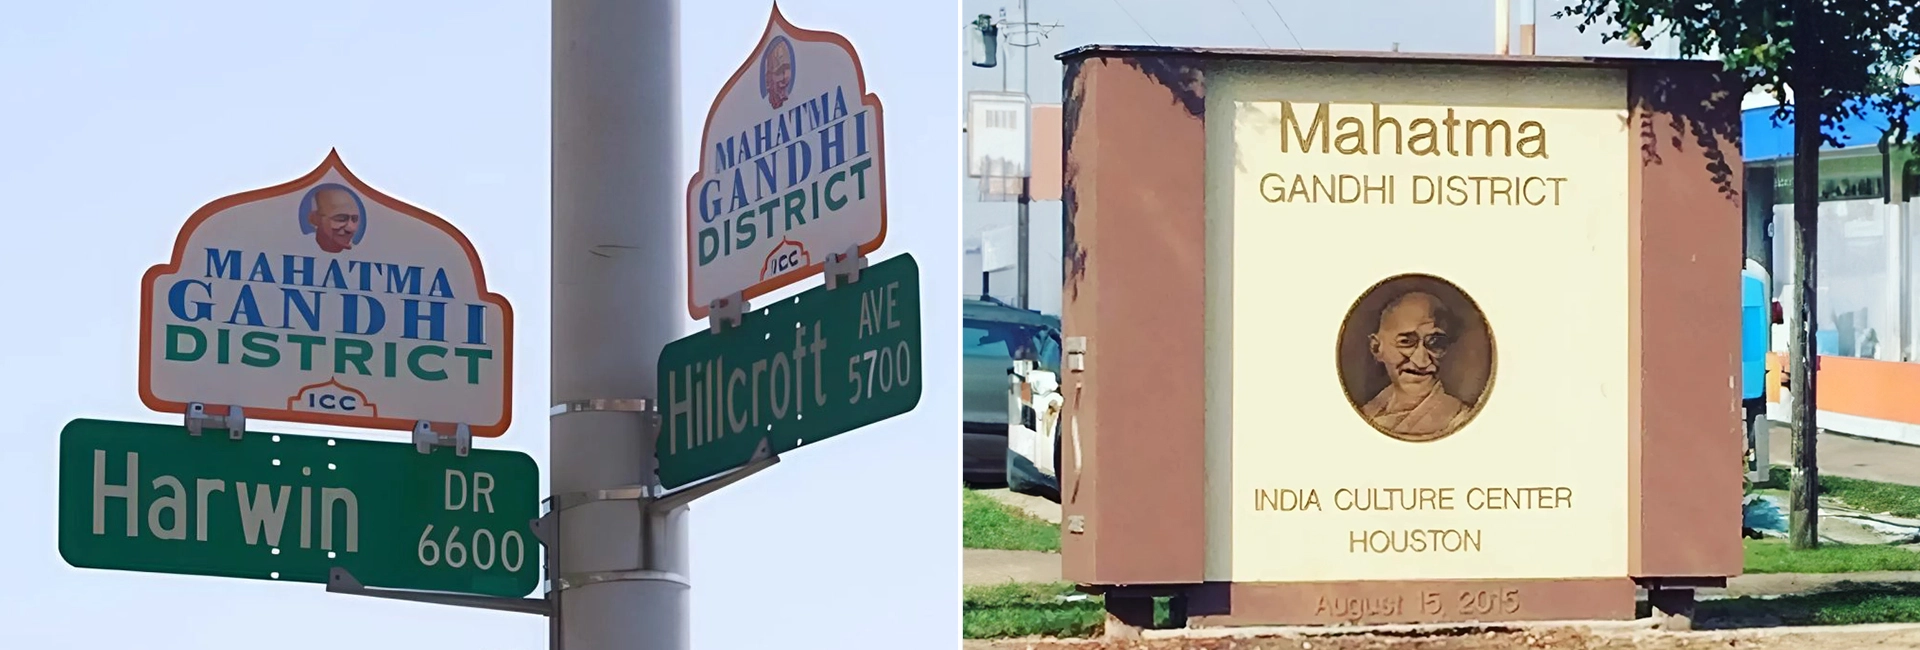 MAHATMA
GANDHI
DISTRICT
ICC
Harwin DR
6600
MAHATMA
GANDHI
DISTRICT
ICC
Hillcroft AVE
5700
Mahatma
GANDHI DISTRICT
INDIA CULTURE CENTER
HOUSTON
August 15, 2015